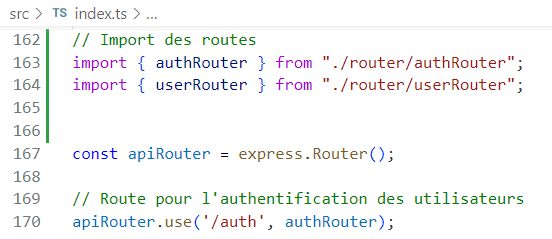 src > TS index.ts > ...
162 // Import des routes
163 import { authRouter } from "./router/authRouter";
164 import { userRouter } from "./router/userRouter";
165
166
167 const apiRouter = express.Router();
168
169 // Route pour l'authentification des utilisateurs
170 apiRouter.use('/auth', authRouter);